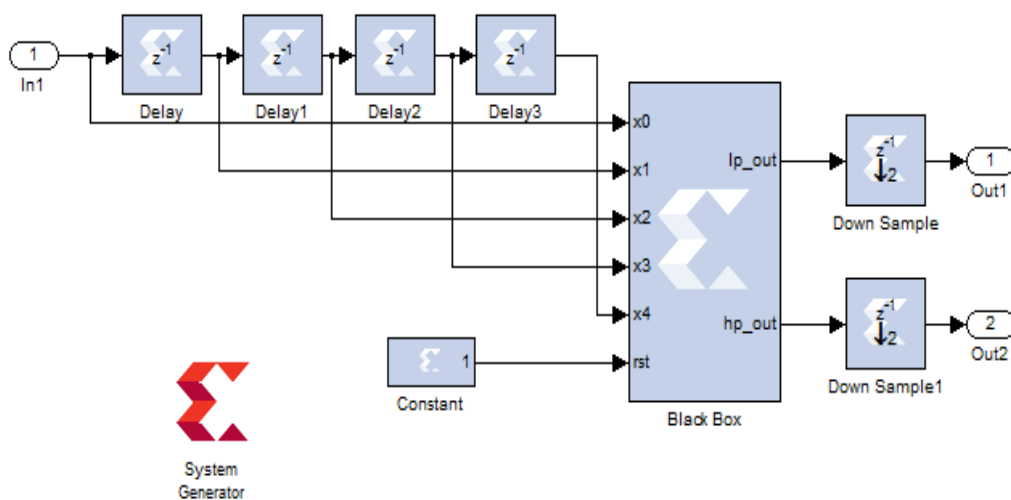 1
In1
z-1
Delay
z-1
Delay1
z-1
Delay2
z-1
Delay3
x0
x1
x2
x3
x4
rst
lp_out
hp_out
Black Box
z-1
↓2
Down Sample
1
Out1
z-1
↓2
Down Sample1
2
Out2
1
Constant
System
Generator